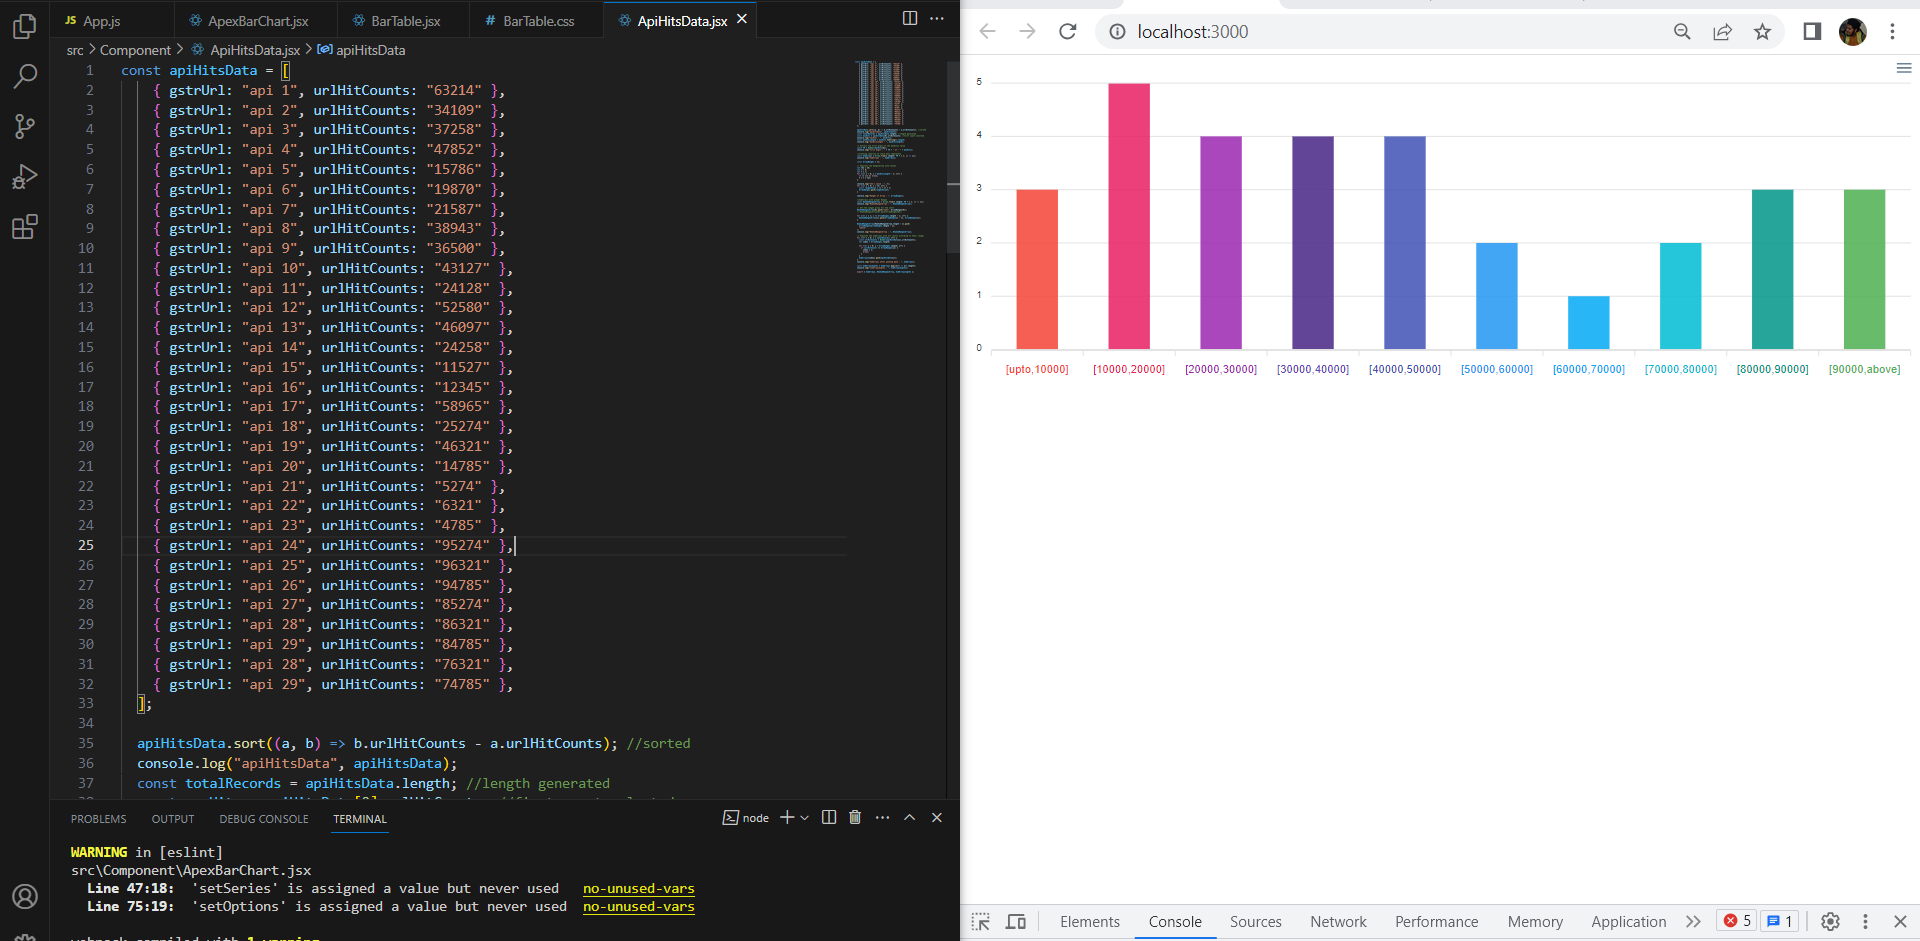 JS App.js ApexBarChart.jsx BarTable.jsx # BarTable.css ApiHitsData.jsx
src > Component > ApiHitsData.jsx > apiHitsData
1 const apiHitsData = [
2 { gstrUrl: "api 1", urlHitCounts: "63214" },
3 { gstrUrl: "api 2", urlHitCounts: "34109" },
4 { gstrUrl: "api 3", urlHitCounts: "37258" },
5 { gstrUrl: "api 4", urlHitCounts: "47852" },
6 { gstrUrl: "api 5", urlHitCounts: "15786" },
7 { gstrUrl: "api 6", urlHitCounts: "19870" },
8 { gstrUrl: "api 7", urlHitCounts: "21587" },
9 { gstrUrl: "api 8", urlHitCounts: "38943" },
10 { gstrUrl: "api 9", urlHitCounts: "36500" },
11 { gstrUrl: "api 10", urlHitCounts: "43127" },
12 { gstrUrl: "api 11", urlHitCounts: "24128" },
13 { gstrUrl: "api 12", urlHitCounts: "52580" },
14 { gstrUrl: "api 13", urlHitCounts: "46097" },
15 { gstrUrl: "api 14", urlHitCounts: "24258" },
16 { gstrUrl: "api 15", urlHitCounts: "11527" },
17 { gstrUrl: "api 16", urlHitCounts: "12345" },
18 { gstrUrl: "api 17", urlHitCounts: "58965" },
19 { gstrUrl: "api 18", urlHitCounts: "25274" },
20 { gstrUrl: "api 19", urlHitCounts: "46321" },
21 { gstrUrl: "api 20", urlHitCounts: "14785" },
22 { gstrUrl: "api 21", urlHitCounts: "5274" },
23 { gstrUrl: "api 22", urlHitCounts: "6321" },
24 { gstrUrl: "api 23", urlHitCounts: "4785" },
25 { gstrUrl: "api 24", urlHitCounts: "95274" },
26 { gstrUrl: "api 25", urlHitCounts: "96321" },
27 { gstrUrl: "api 26", urlHitCounts: "94785" },
28 { gstrUrl: "api 27", urlHitCounts: "85274" },
29 { gstrUrl: "api 28", urlHitCounts: "86321" },
30 { gstrUrl: "api 29", urlHitCounts: "84785" },
31 { gstrUrl: "api 28", urlHitCounts: "76321" },
32 { gstrUrl: "api 29", urlHitCounts: "74785" },
33 ];
34
35 apiHitsData.sort((a, b) => b.urlHitCounts - a.urlHitCounts); //sorted
36 console.log("apiHitsData", apiHitsData);
37 const totalRecords = apiHitsData.length; //length generated
PROBLEMS OUTPUT DEBUG CONSOLE TERMINAL node
WARNING in [eslint]
src\Component\ApexBarChart.jsx
Line 47:18: 'setSeries' is assigned a value but never used no-unused-vars
Line 75:19: 'setOptions' is assigned a value but never used no-unused-vars
webpack compiled with 1 warning
localhost:3000
5
4
3
2
1
0
[upto,10000] [10000,20000] [20000,30000] [30000,40000] [40000,50000] [50000,60000] [60000,70000] [70000,80000] [80000,90000] [90000,above]
Elements Console Sources Network Performance Memory Application 5 1